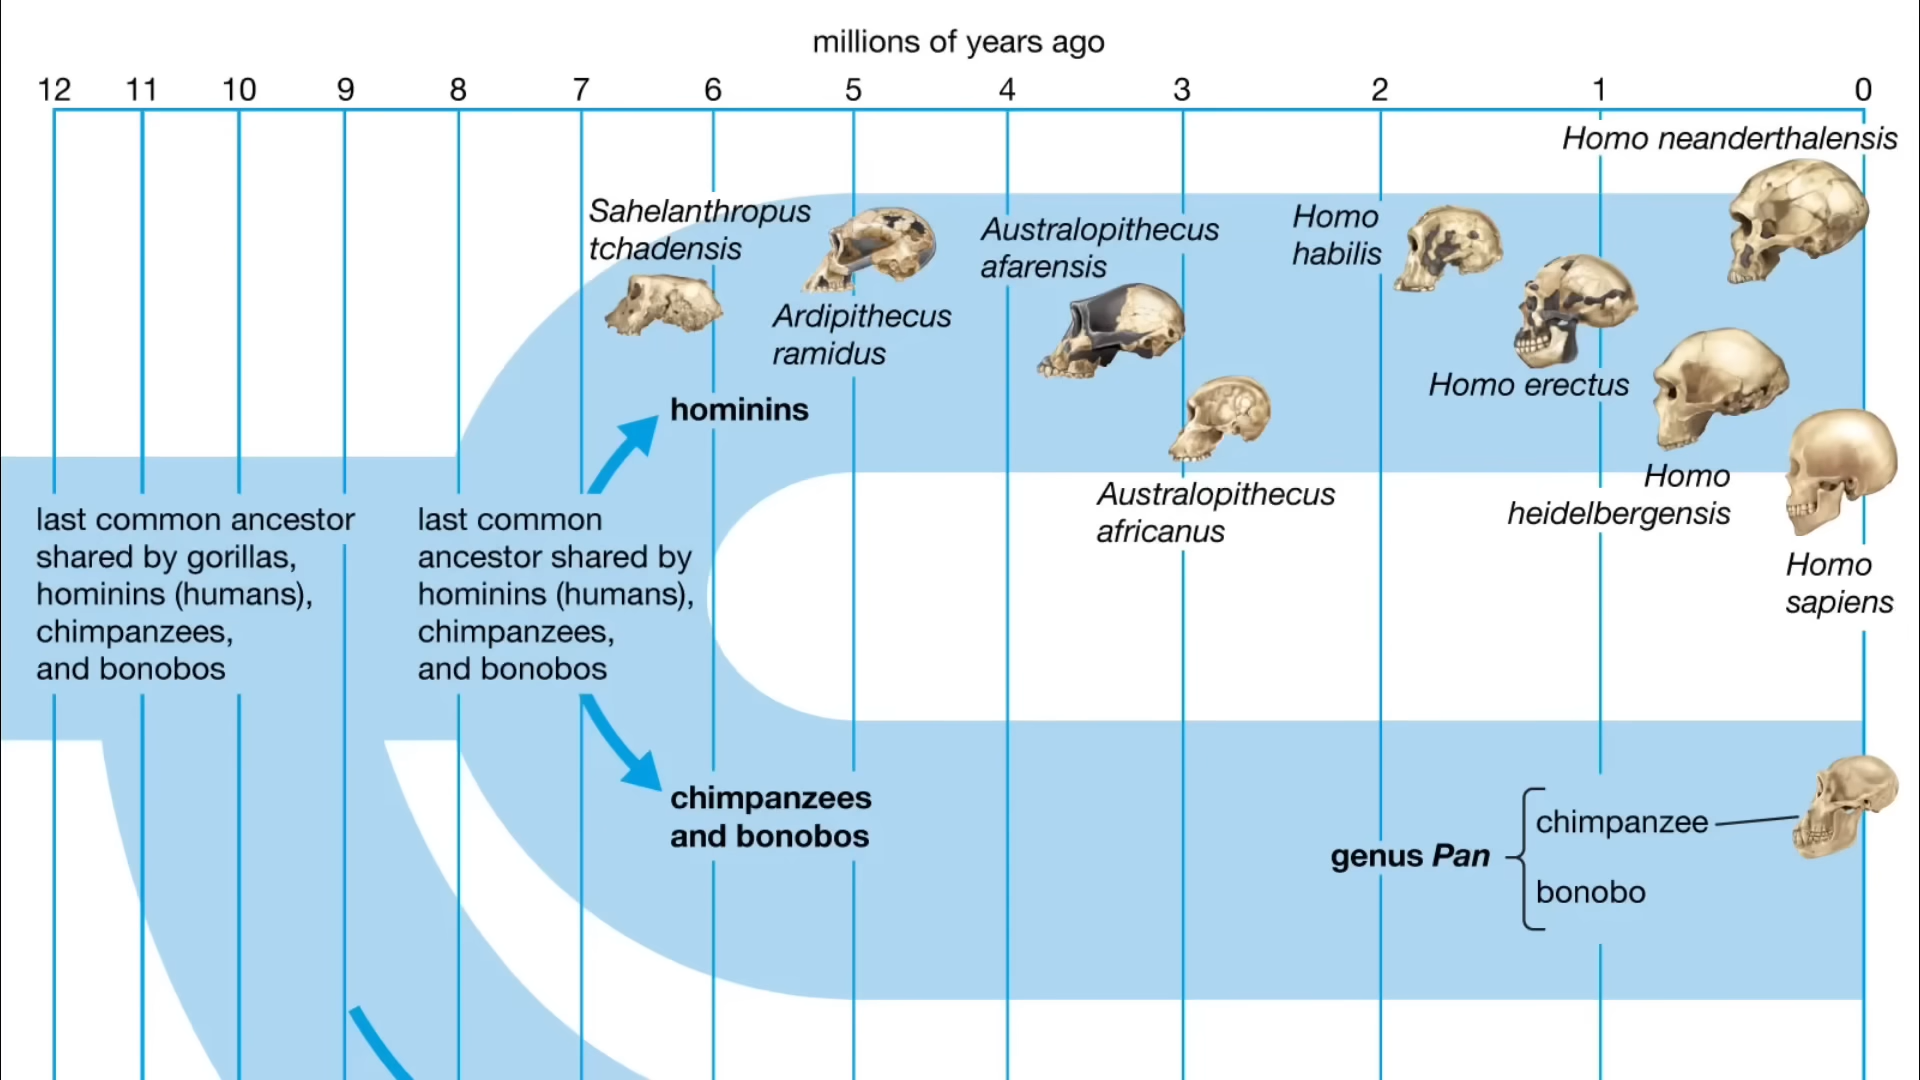 millions of years ago
12 11 10 9 8 7 6 5 4 3 2 1 0
Homo neanderthalensis
Sahelanthropus
tchadensis
Ardipithecus
ramidus
Australopithecus
afarensis
Homo
habilis
Homo erectus
hominins
Australopithecus
africanus
Homo
heidelbergensis
Homo
sapiens
last common ancestor
shared by gorillas,
hominins (humans),
chimpanzees,
and bonobos
last common
ancestor shared by
hominins (humans),
chimpanzees,
and bonobos
chimpanzees
and bonobos
genus Pan
chimpanzee
bonobo